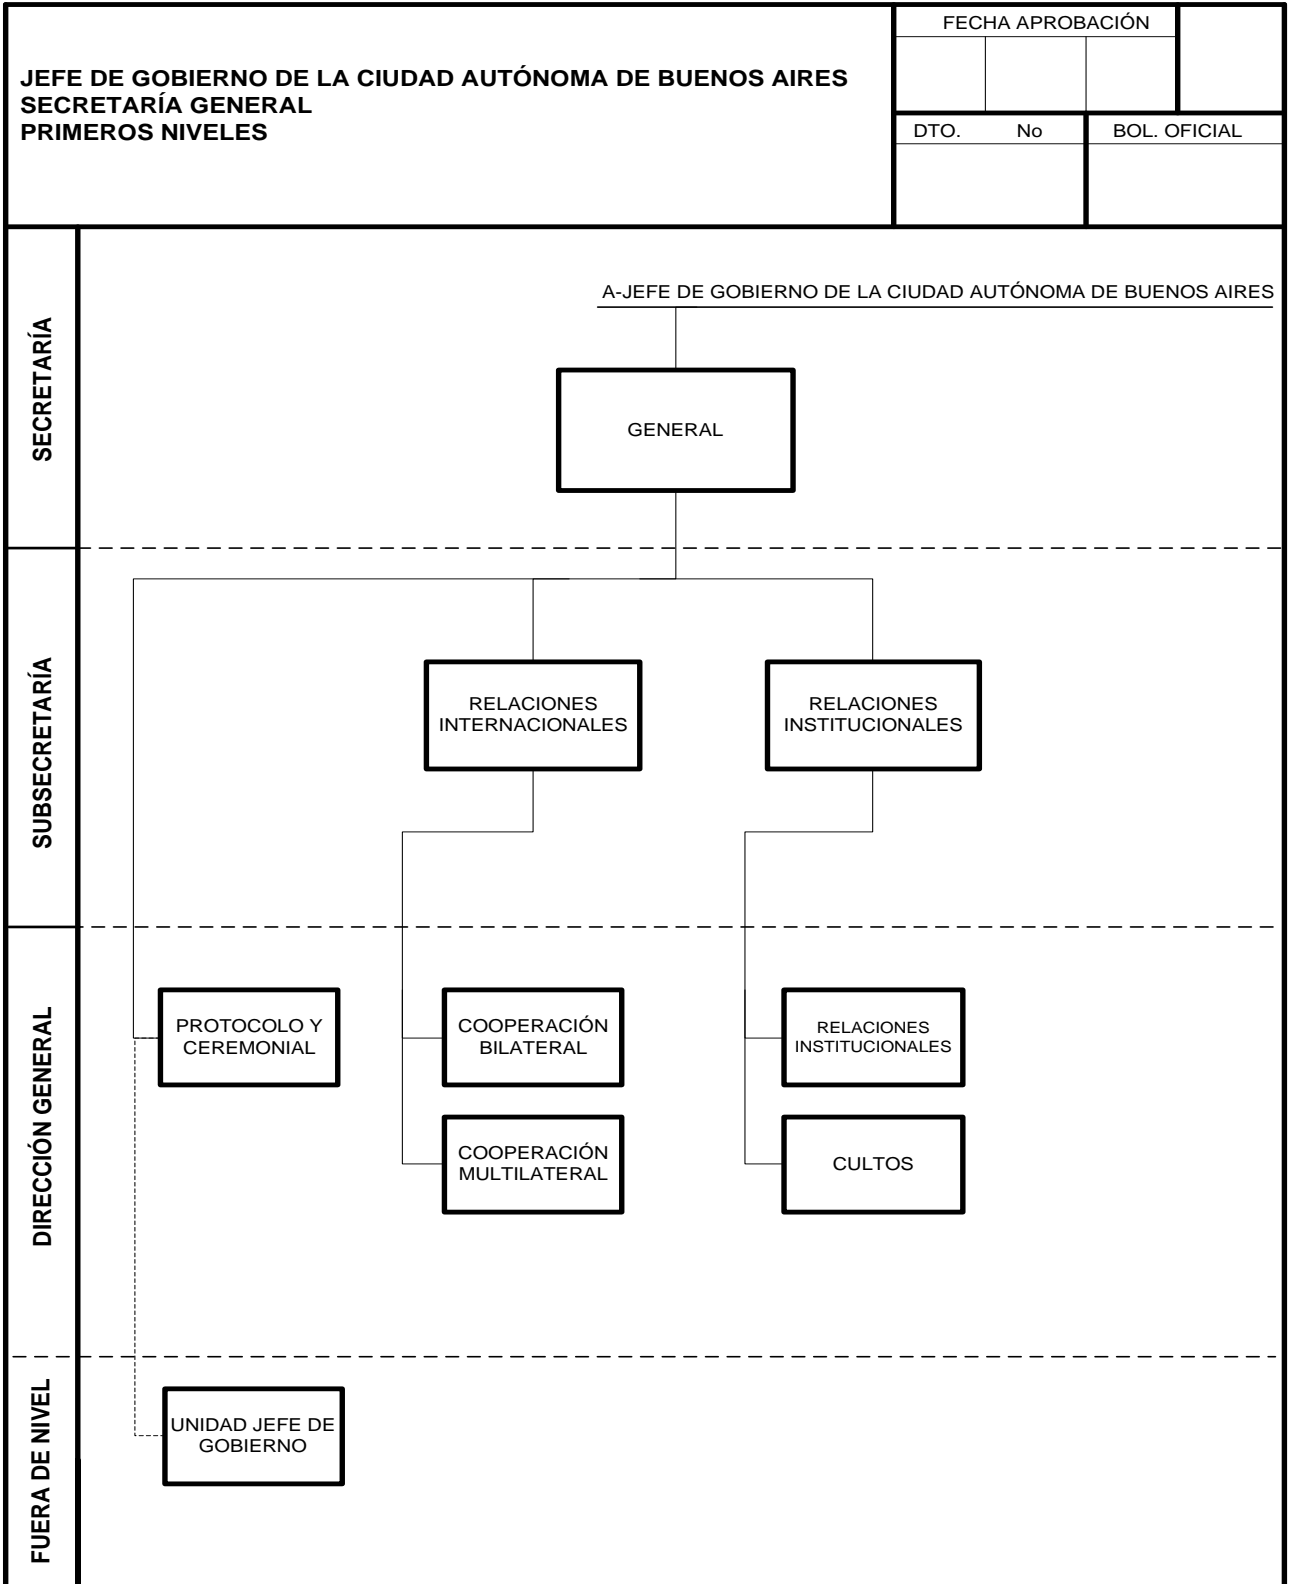 JEFE DE GOBIERNO DE LA CIUDAD AUTÓNOMA DE BUENOS AIRES
SECRETARÍA GENERAL
PRIMEROS NIVELES
FECHA APROBACIÓN
DTO. No
BOL. OFICIAL
SECRETARÍA
A-JEFE DE GOBIERNO DE LA CIUDAD AUTÓNOMA DE BUENOS AIRES
GENERAL
SUBSECRETARÍA
RELACIONES
INTERNACIONALES
RELACIONES
INSTITUCIONALES
DIRECCIÓN GENERAL
PROTOCOLO Y
CEREMONIAL
COOPERACIÓN
BILATERAL
RELACIONES
INSTITUCIONALES
COOPERACIÓN
MULTILATERAL
CULTOS
FUERA DE NIVEL
UNIDAD JEFE DE
GOBIERNO